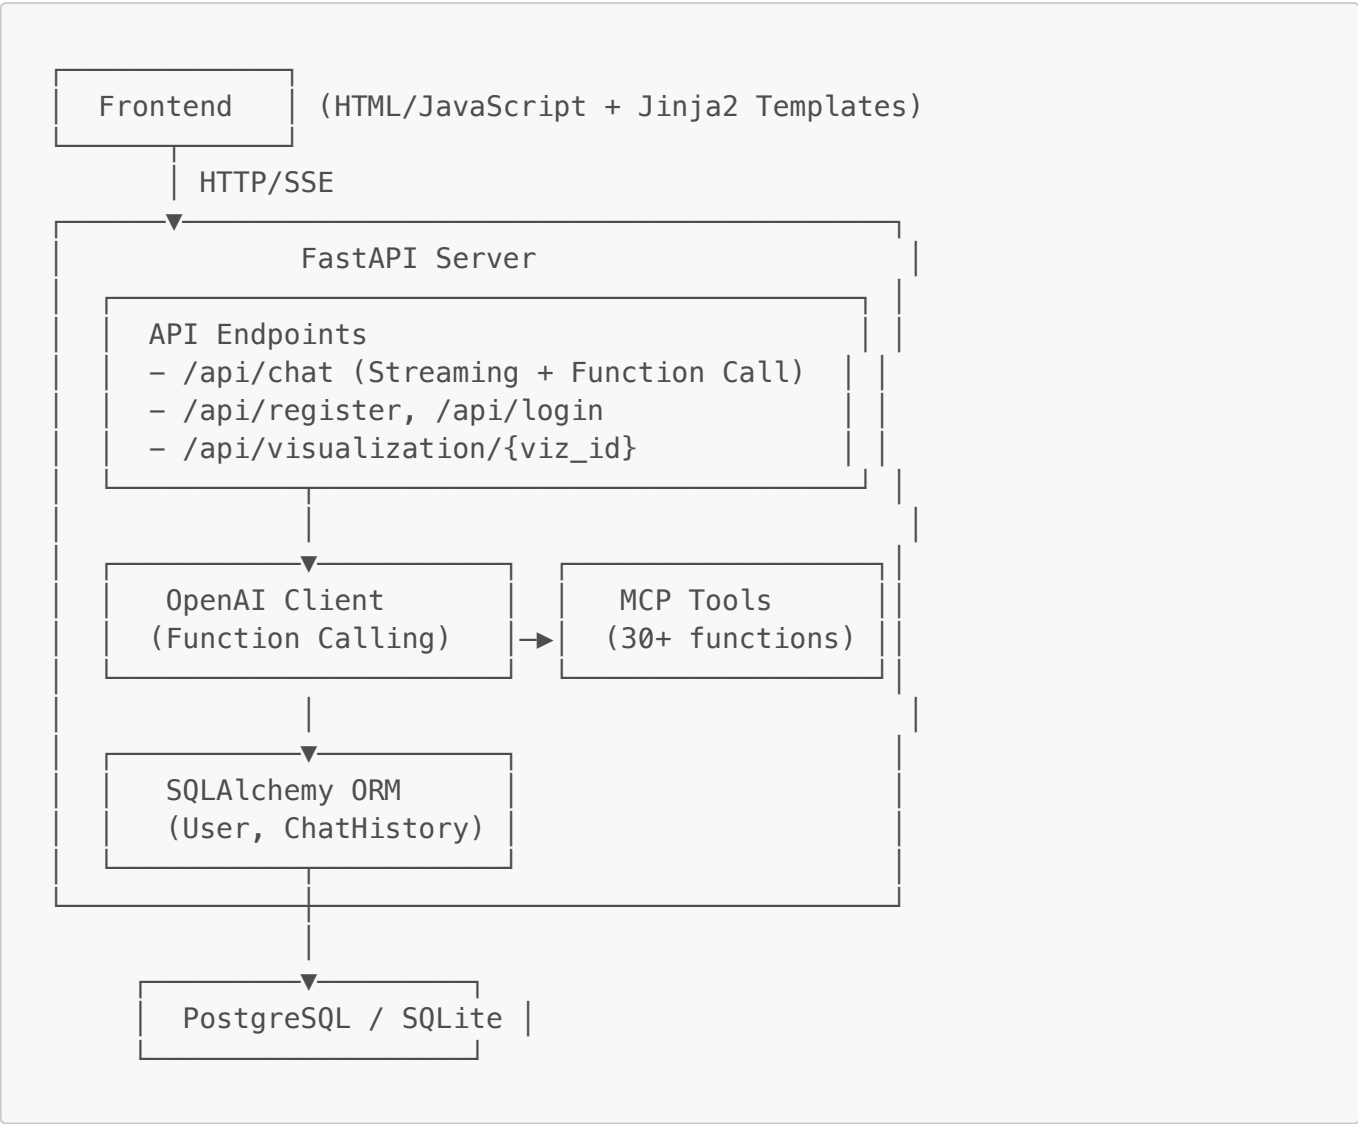 Frontend (HTML/JavaScript + Jinja2 Templates)
HTTP/SSE
FastAPI Server
API Endpoints
– /api/chat (Streaming + Function Call)
– /api/register, /api/login
– /api/visualization/{viz_id}
OpenAI Client MCP Tools
(Function Calling) (30+ functions)
SQLAlchemy ORM
(User, ChatHistory)
PostgreSQL / SQLite